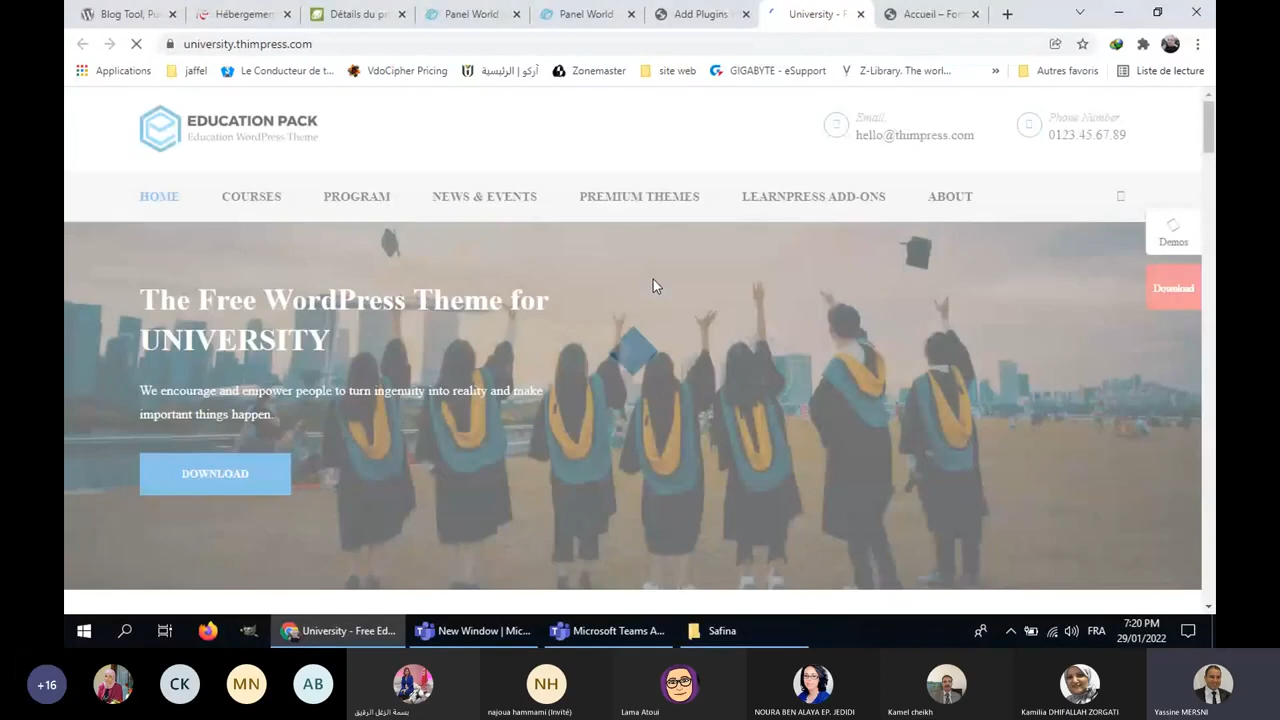 Blog Tool, Pu
Hébergemen
Détails du pr
Panel World
Panel World
Add Plugins
University - F
Accueil – For
university.thimpress.com
Applications
jaffel
Le Conducteur de t...
VdoCipher Pricing
آركو | الرئيسية
Zonemaster
site web
GIGABYTE - eSupport
Z-Library. The worl...
»
Autres favoris
Liste de lecture
EDUCATION PACK
Education WordPress Theme
Email.
hello@thimpress.com
Phone Number.
0123.45.67.89
HOME
COURSES
PROGRAM
NEWS & EVENTS
PREMIUM THEMES
LEARNPRESS ADD-ONS
ABOUT
Demos
Download
The Free WordPress Theme for
UNIVERSITY
We encourage and empower people to turn ingenuity into reality and make
important things happen.
DOWNLOAD
University - Free Ed...
New Window | Mic...
Microsoft Teams A...
Safina
FRA
7:20 PM
29/01/2022
+16
CK
MN
AB
بسمة الزغل الرقيق
NH
najoua hammami (Invité)
Lama Atoui
NOURA BEN ALAYA EP. JEDIDI
Kamel cheikh
Kamilia DHIFALLAH ZORGATI
Yassine MERSNI